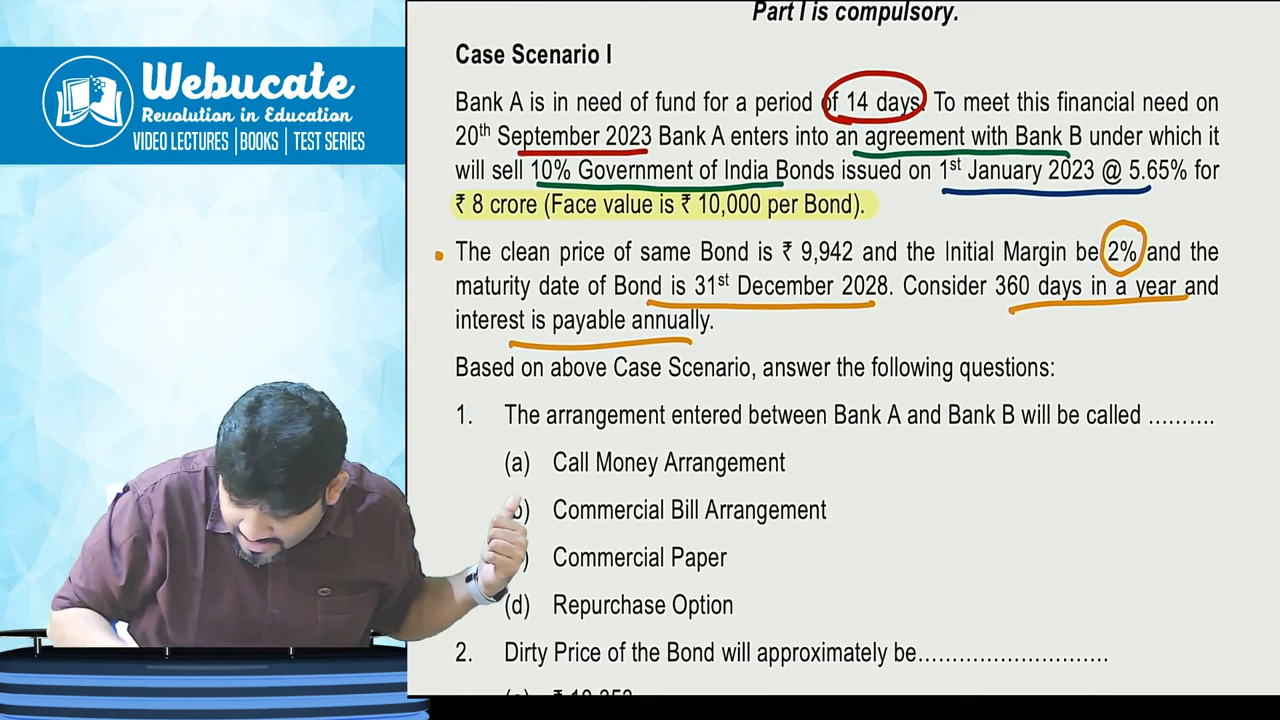 Webucate
Revolution in Education
VIDEO LECTURES | BOOKS | TEST SERIES
Part I is compulsory.
Case Scenario I
Bank A is in need of fund for a period of 14 days. To meet this financial need on
20th September 2023 Bank A enters into an agreement with Bank B under which it
will sell 10% Government of India Bonds issued on 1st January 2023 @ 5.65% for
₹ 8 crore (Face value is ₹ 10,000 per Bond).
The clean price of same Bond is ₹ 9,942 and the Initial Margin be 2% and the
maturity date of Bond is 31st December 2028. Consider 360 days in a year and
interest is payable annually.
Based on above Case Scenario, answer the following questions:
1. The arrangement entered between Bank A and Bank B will be called ……….
(a) Call Money Arrangement
b) Commercial Bill Arrangement
) Commercial Paper
(d) Repurchase Option
2. Dirty Price of the Bond will approximately be…………………………